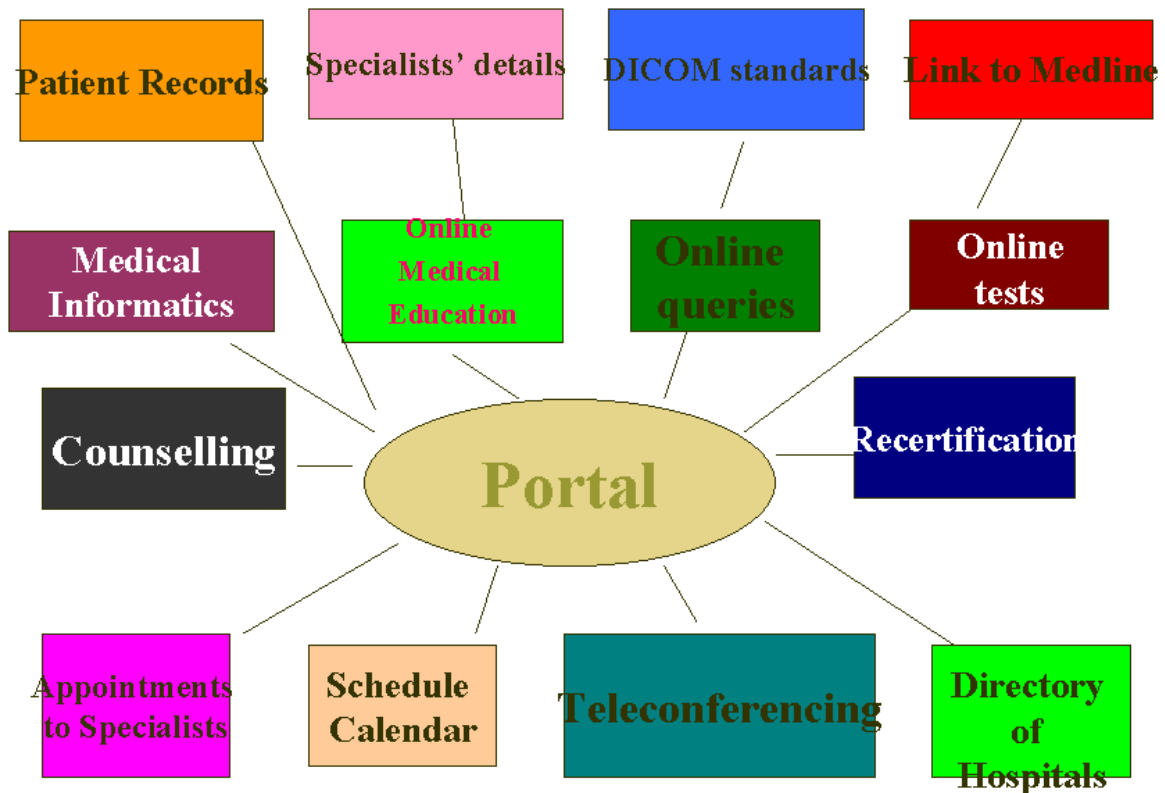 Patient Records
Specialists’ details
DICOM standards
Link to Medline
Medical
Informatics
Online
Medical
Education
Online
queries
Online
tests
Counselling
Portal
Recertification
Appointments
to Specialists
Schedule
Calendar
Teleconferencing
Directory
of
Hospitals